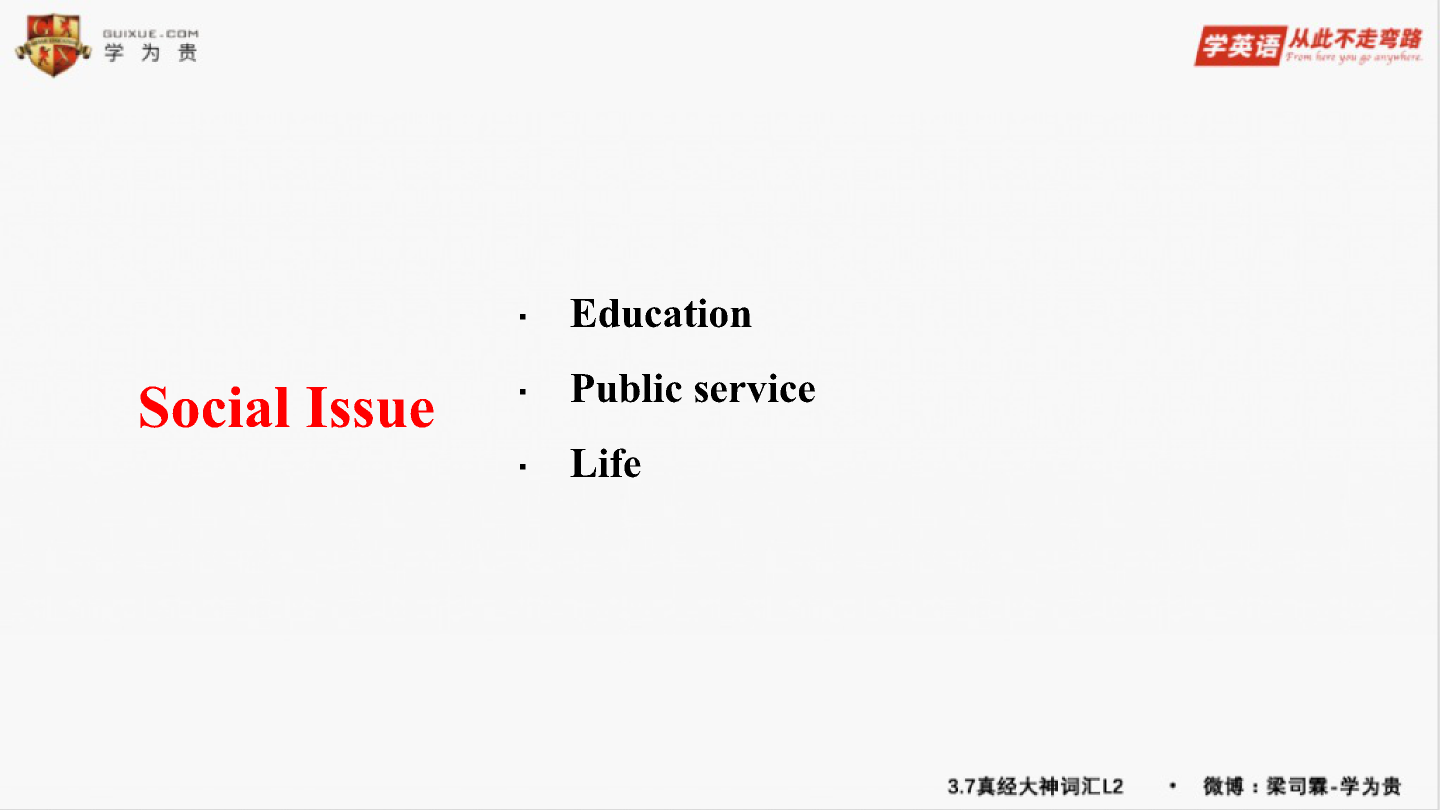 GUIXUE.COM
学为贵
学英语 从此不走弯路
From here you go anywhere.
Social Issue
▪ Education
▪ Public service
▪ Life
3.7真经大神词汇L2 • 微博：梁司霖-学为贵